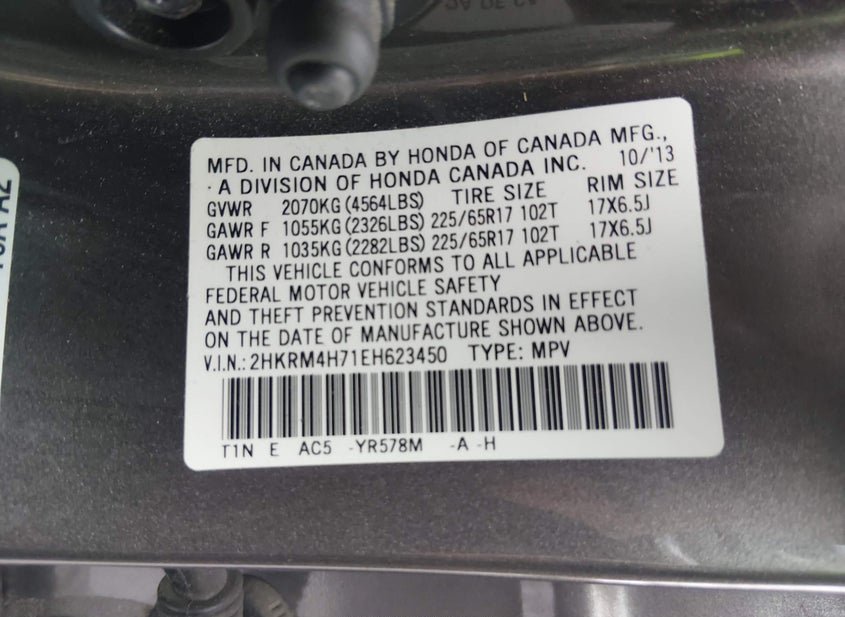 MFD. IN CANADA BY HONDA OF CANADA MFG.,
A DIVISION OF HONDA CANADA INC. 10/'13
GVWR 2070KG (4564LBS) TIRE SIZE RIM SIZE
GAWR F 1055KG (2326LBS) 225/65R17 102T 17X6.5J
GAWR R 1035KG (2282LBS) 225/65R17 102T 17X6.5J
THIS VEHICLE CONFORMS TO ALL APPLICABLE
FEDERAL MOTOR VEHICLE SAFETY
AND THEFT PREVENTION STANDARDS IN EFFECT
ON THE DATE OF MANUFACTURE SHOWN ABOVE.
V.I.N.: 2HKRM4H71EH623450 TYPE: MPV
T1N E AC5 -YR578M -A -H